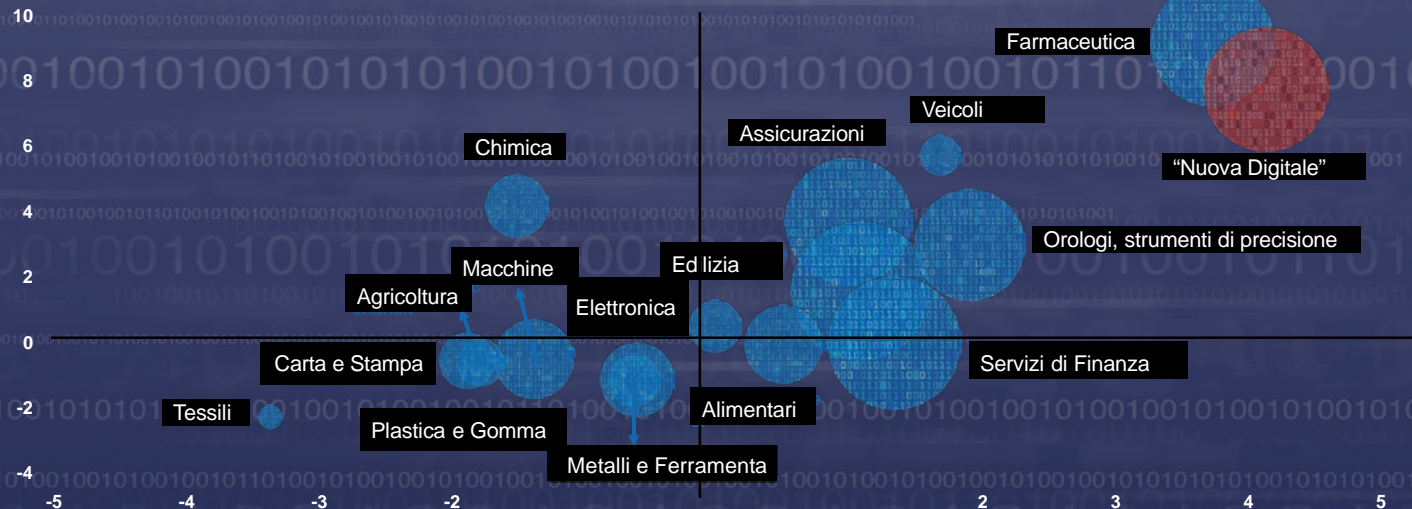 10
Farmaceutica
8
Veicoli
Assicurazioni
6
Chimica
“Nuova Digitale”
4
Orologi, strumenti di precisione
Edilizia
Macchine
2
Agricoltura
Elettronica
0
Carta e Stampa
Servizi di Finanza
-2
Tessili
Alimentari
Plastica e Gomma
Metalli e Ferramenta
-4
-5 -4 -3 -2 2 3 4 5